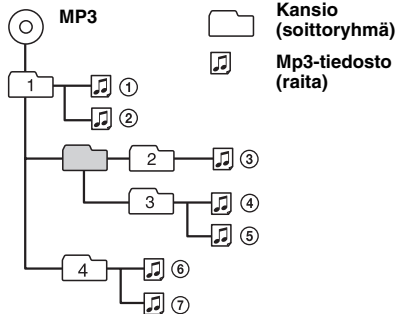 MP3
Kansio
(soittoryhmä)
Mp3-tiedosto
(raita)
1
①
②
2
③
3
④
⑤
4
⑥
⑦